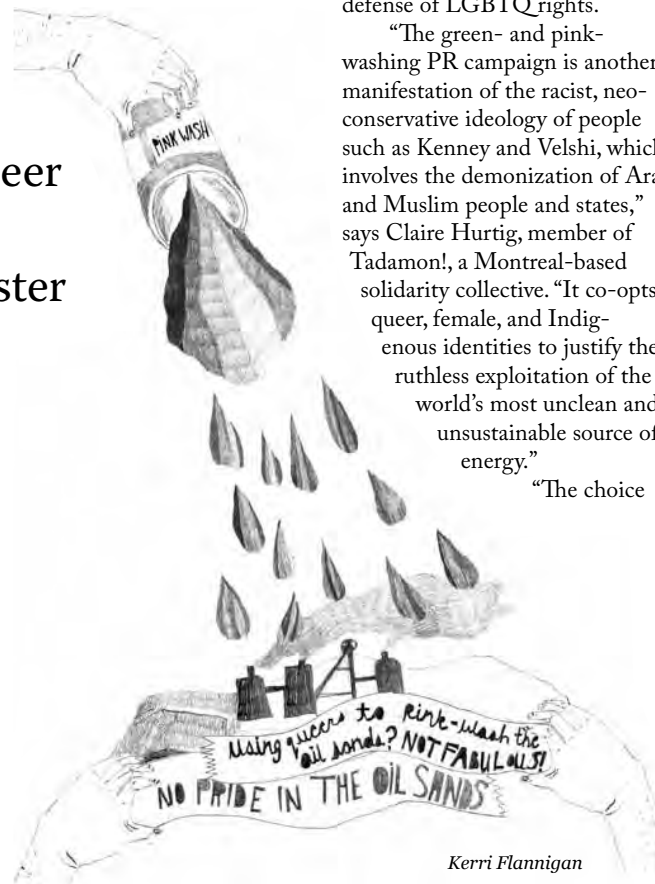 eer
ster
defense of LGBTQ rights.
“The green- and pink-
washing PR campaign is another
manifestation of the racist, neo-
conservative ideology of people
such as Kenney and Velshi, which
involves the demonization of Ara
and Muslim people and states,”
says Claire Hurtig, member of
Tadamon!, a Montreal-based
solidarity collective. “It co-opts
queer, female, and Indig-
enous identities to justify the
ruthless exploitation of the
world’s most unclean and
unsustainable source of
energy.”
“The choice
PINK WASH
using queers to Pink-wash the
oil sands? NOT FABULOUS!
NO PRIDE IN THE OIL SANDS
Kerri Flannigan